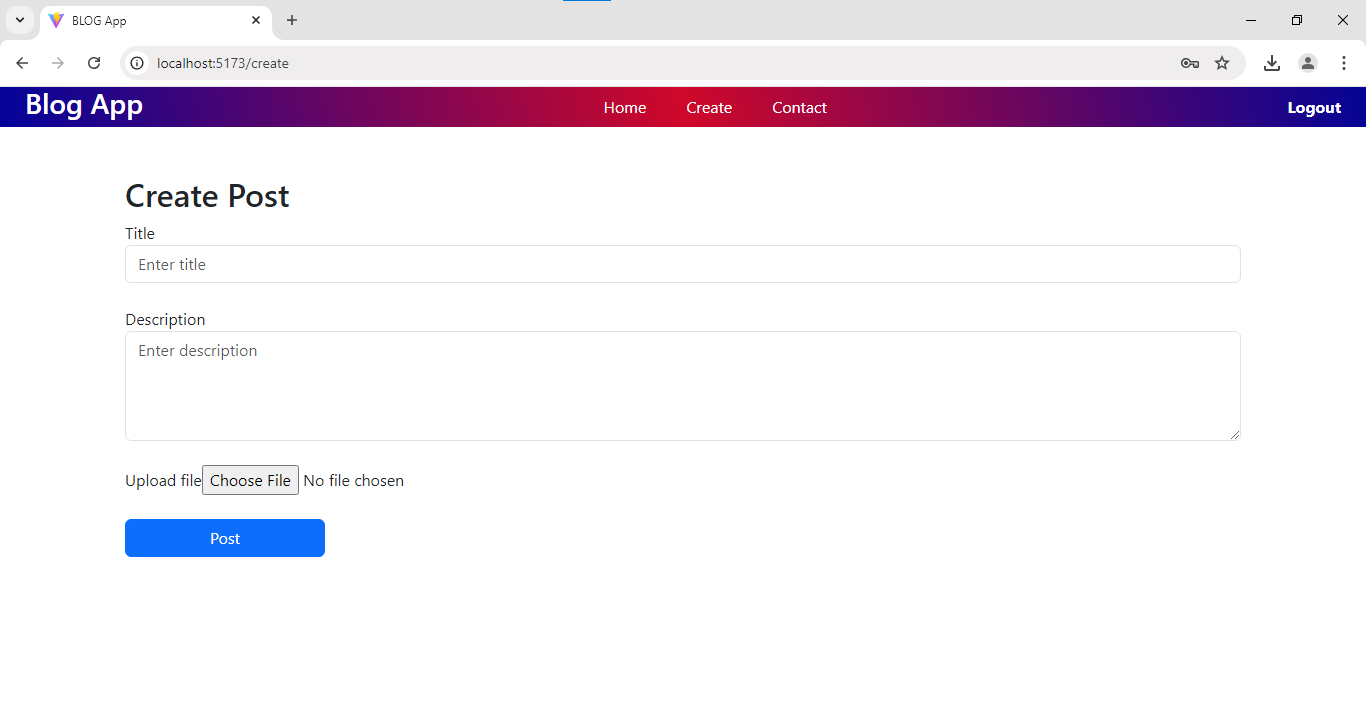 BLOG App
localhost:5173/create
Blog App Home Create Contact Logout
Create Post
Title
Enter title
Description
Enter description
Upload file Choose File No file chosen
Post